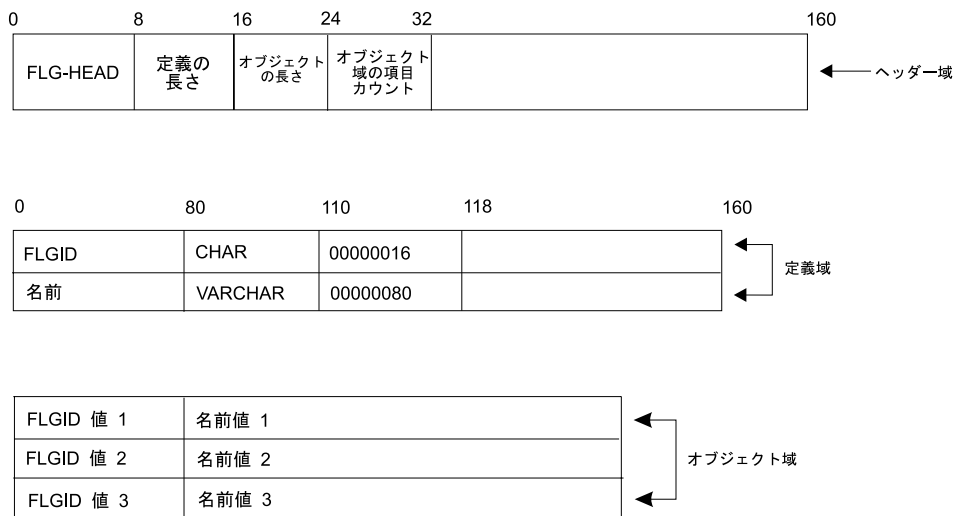 0 8 16 24 32 160
FLG-HEAD
定義の
長さ
オブジェクト
の長さ
オブジェクト
域の項目
カウント
ヘッダー域
0 80 110 118 160
FLGID CHAR 00000016
名前 VARCHAR 00000080
定義域
FLGID 値 1 名前値 1
FLGID 値 2 名前値 2
FLGID 値 3 名前値 3
オブジェクト域